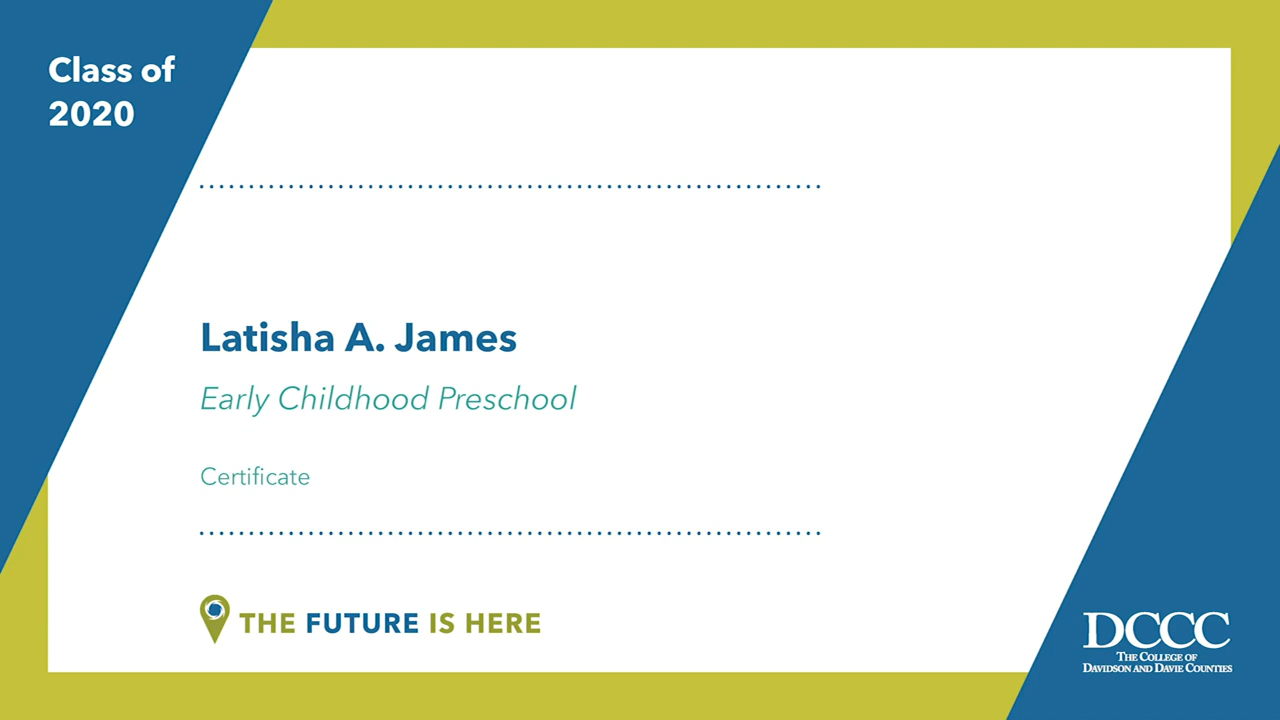 Class of
2020
Latisha A. James
Early Childhood Preschool
Certificate
THE FUTURE IS HERE
DCCC
THE COLLEGE OF
DAVIDSON AND DAVIE COUNTIES